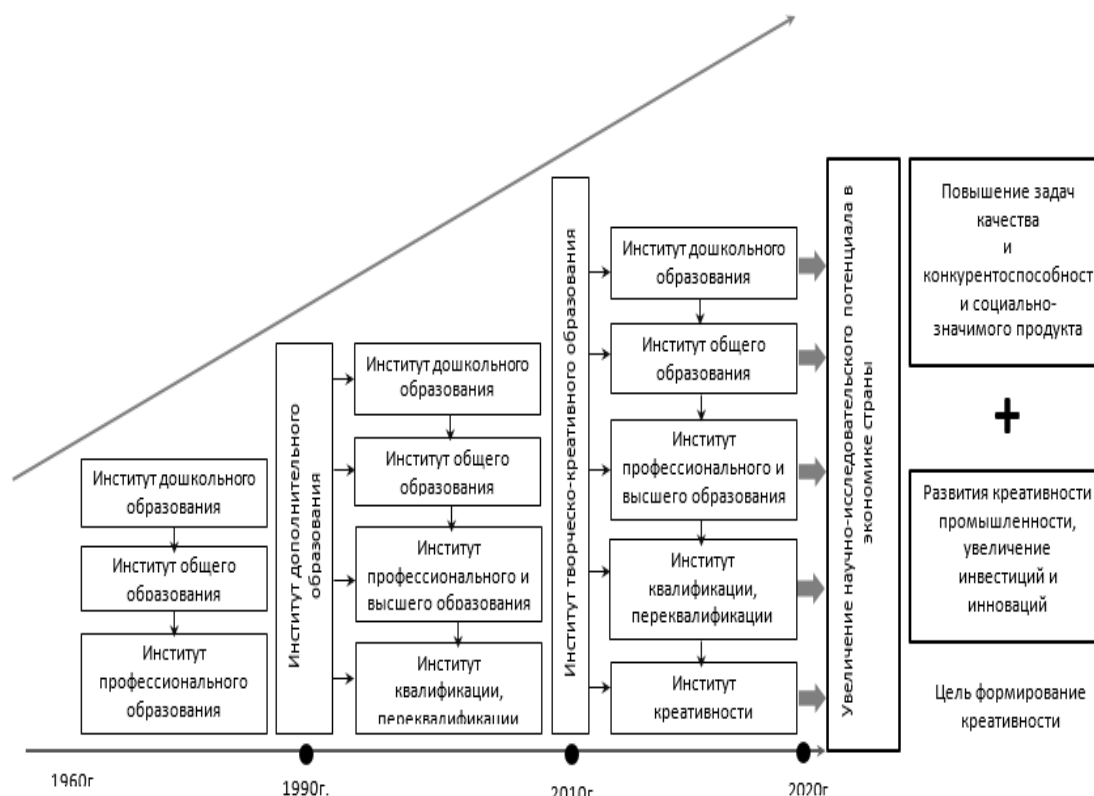 Институт дошкольного
образования
Институт общего
образования
Институт
профессионального
образования
Институт дополнительного
образования
Институт дошкольного
образования
Институт общего
образования
Институт
профессионального и
высшего образования
Институт
квалификации,
переквалификации
Институт творческо-креативного образования
Институт дошкольного
образования
Институт общего
образования
Институт
профессионального и
высшего образования
Институт
квалификации,
переквалификации
Институт
креативности
Увеличение научно-исследовательского потенциала в
экономике страны
Повышение задач
качества
и
конкурентоспособност
и социально-
значимого продукта
+
Развития креативности
промышленности,
увеличение
инвестиций и
инноваций
Цель формирование
креативности
1960г
1990г.
2010г
2020г